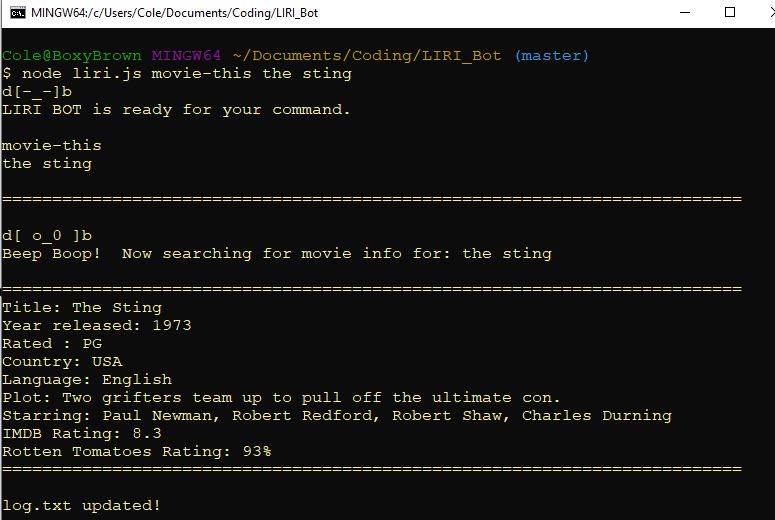 MINGW64:/c/Users/Cole/Documents/Coding/LIRI_Bot
Cole@BoxyBrown MINGW64 ~/Documents/Coding/LIRI_Bot (master)
$ node liri.js movie-this the sting
d[-_-]b
LIRI BOT is ready for your command.
movie-this
the sting
==========================================================================
d[ o_0 ]b
Beep Boop!  Now searching for movie info for: the sting
==========================================================================
Title: The Sting
Year released: 1973
Rated : PG
Country: USA
Language: English
Plot: Two grifters team up to pull off the ultimate con.
Starring: Paul Newman, Robert Redford, Robert Shaw, Charles Durning
IMDB Rating: 8.3
Rotten Tomatoes Rating: 93%
==========================================================================
log.txt updated!